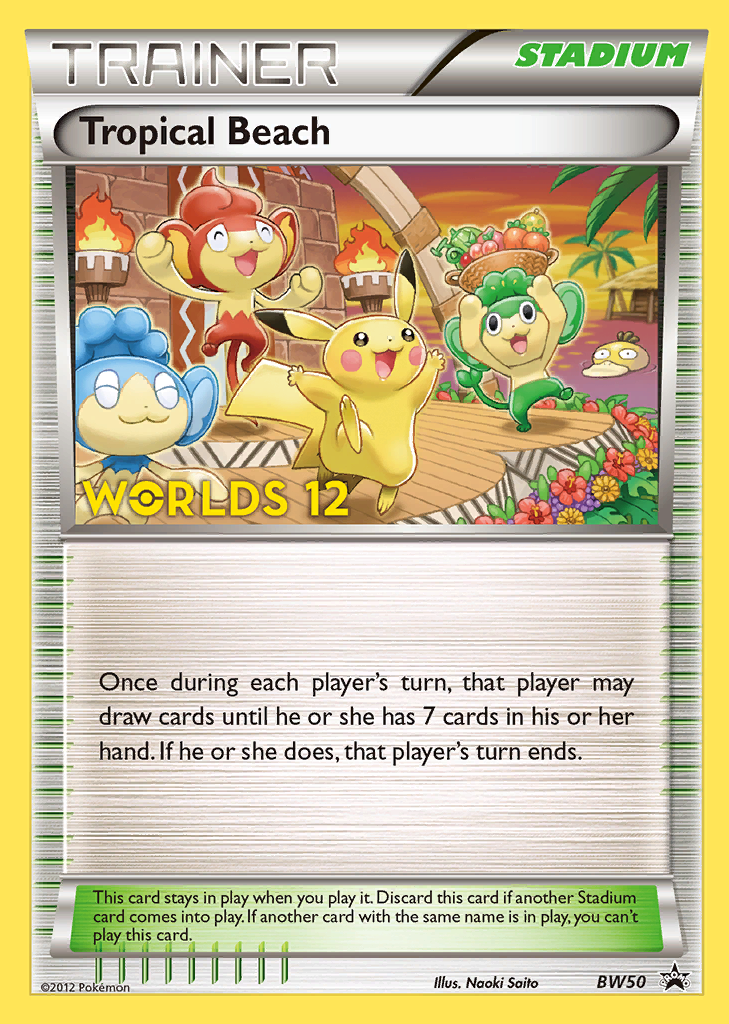 TRAINER
STADIUM
Tropical Beach
WORLDS 12
Once during each player's turn, that player may
draw cards until he or she has 7 cards in his or her
hand. If he or she does, that player's turn ends.
This card stays in play when you play it. Discard this card if another Stadium
card comes into play. If another card with the same name is in play, you can't
play this card.
©2012 Pokémon
Illus. Naoki Saito
BW50
PROMO